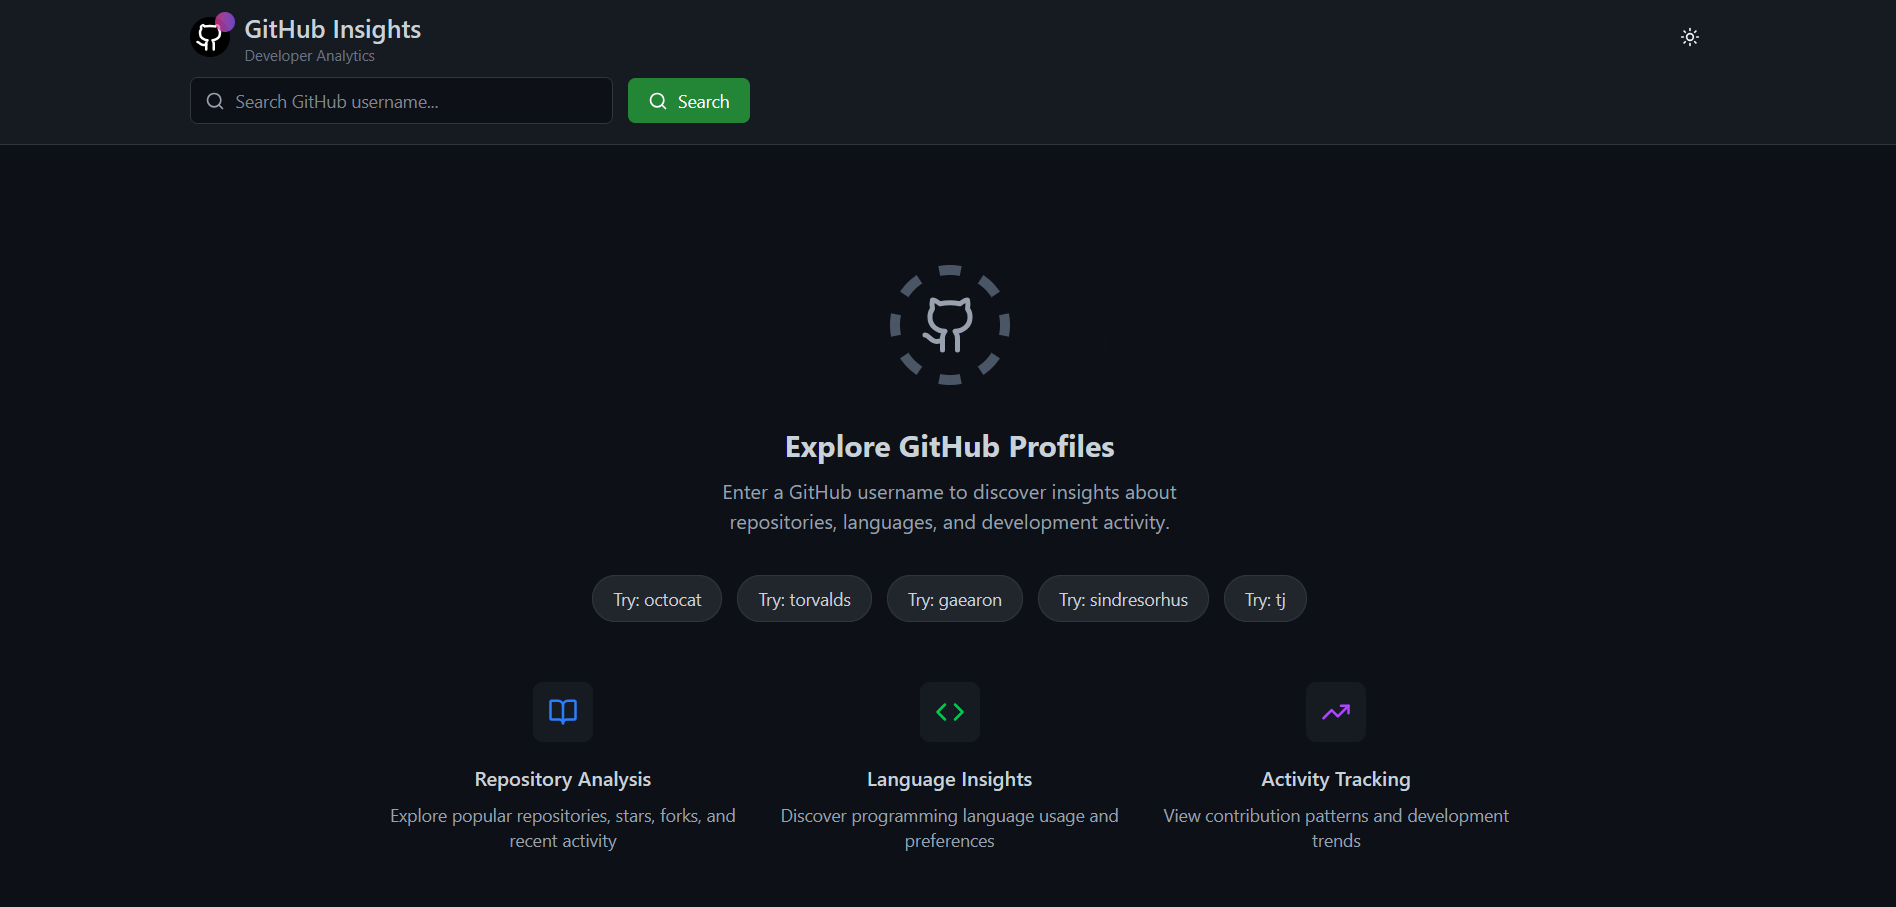 GitHub Insights
Developer Analytics
Search GitHub username...
Search
Explore GitHub Profiles
Enter a GitHub username to discover insights about
repositories, languages, and development activity.
Try: octocat
Try: torvalds
Try: gaearon
Try: sindresorhus
Try: tj
Repository Analysis
Explore popular repositories, stars, forks, and
recent activity
Language Insights
Discover programming language usage and
preferences
Activity Tracking
View contribution patterns and development
trends